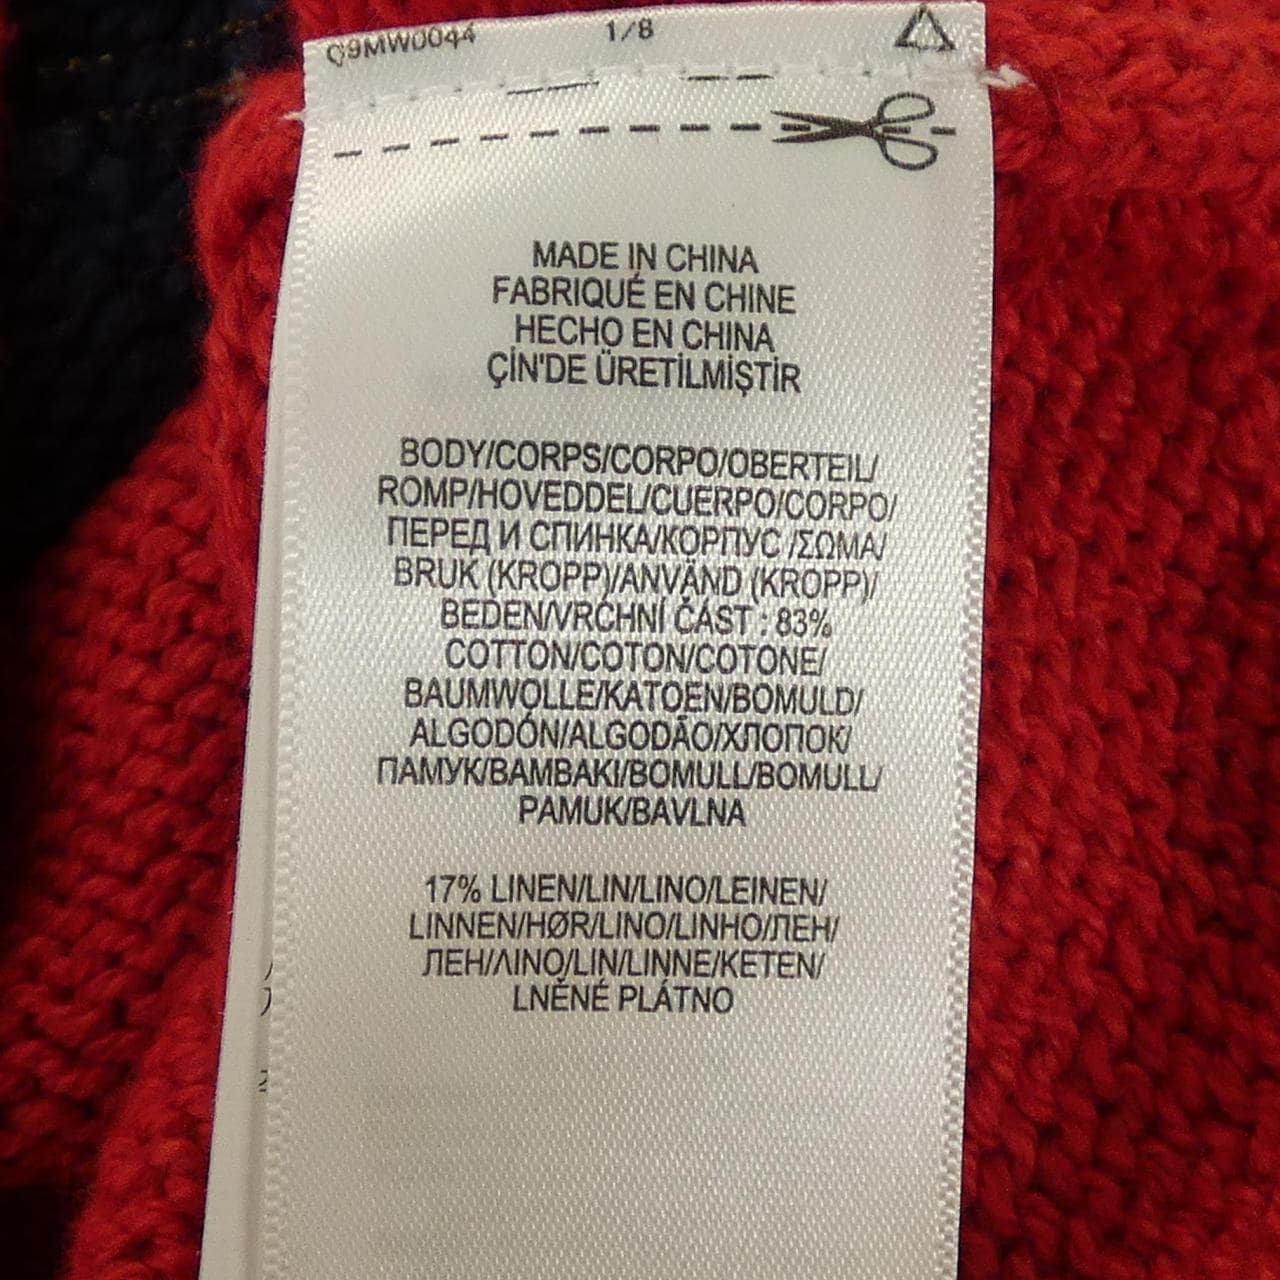 Q9MW0044 1/8
MADE IN CHINA
FABRIQUÉ EN CHINE
HECHO EN CHINA
ÇİN'DE ÜRETİLMİŞTİR
BODY/CORPS/CORPO/OBERTEIL/
ROMP/HOVEDDEL/CUERPO/CORPO/
ПЕРЕД И СПИНКА/КОРПУС /ΣΩΜΑ/
BRUK (KROPP)/ANVÄND (KROPP)/
BEDEN/VRCHNÍ ČÁST : 83%
COTTON/COTON/COTONE/
BAUMWOLLE/KATOEN/BOMULD/
ALGODÓN/ALGODÃO/ХЛОПОК/
ПАМУК/ΒΑΜΒΑΚΙ/BOMULL/BOMULL/
PAMUK/BAVLNA
17% LINEN/LIN/LINO/LEINEN/
LINNEN/HØR/LINO/LINHO/ЛЕН/
ЛЕН/ΛΙΝΟ/LIN/LINNE/KETEN/
LNĚNÉ PLÁTNO